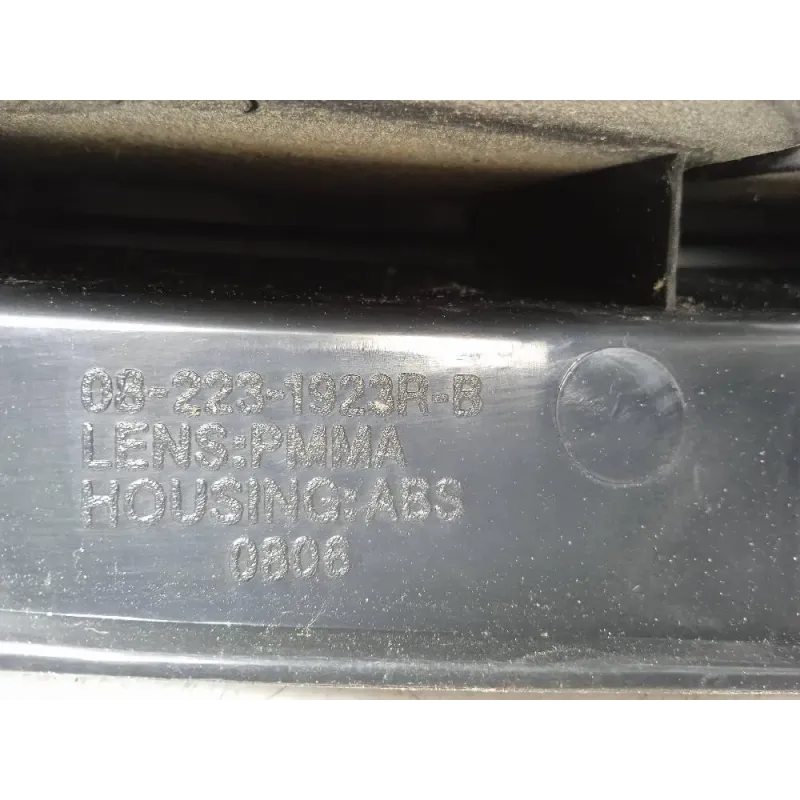 08-223-1923R-B
LENS:PMMA
HOUSING:ABS
0806